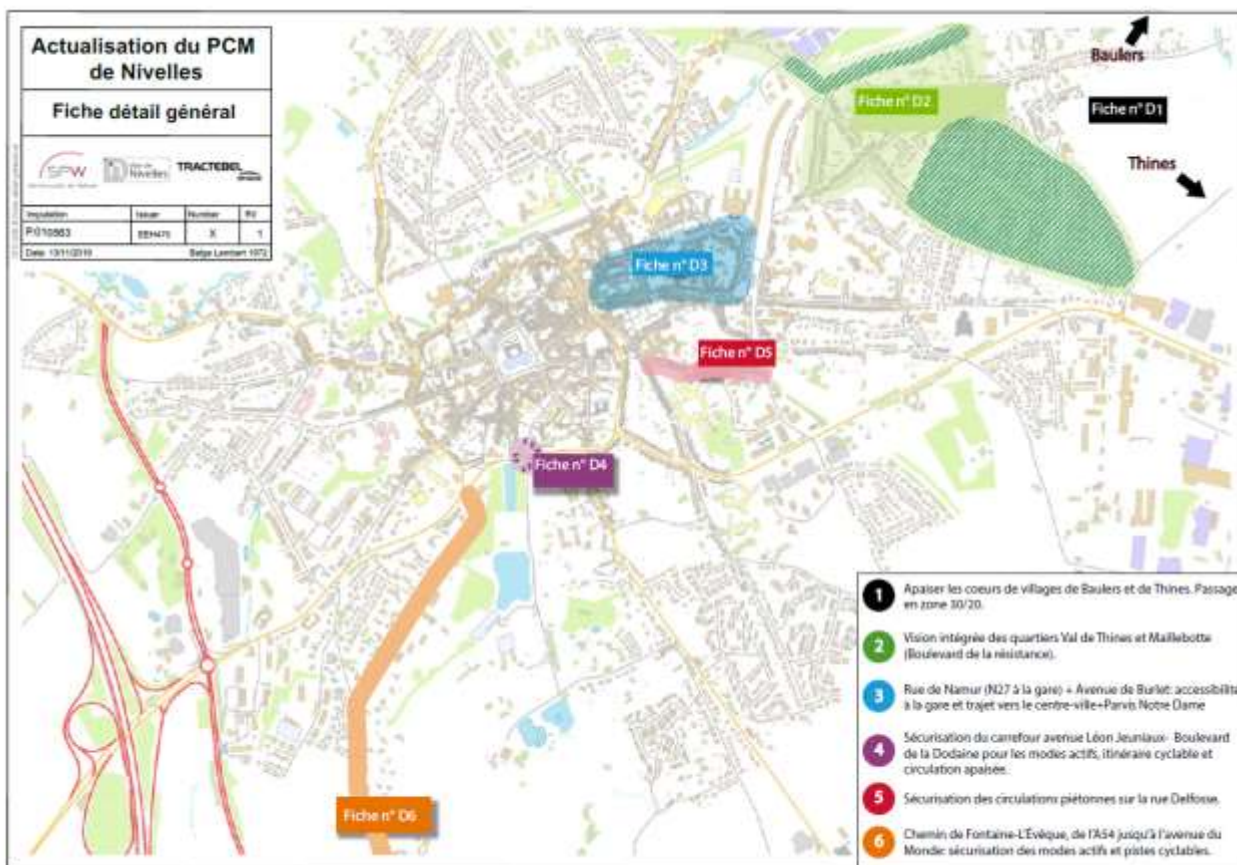 Actualisation du PCM
de Nivelles
Fiche détail général
SPW
Nivelles
TRACTEBEL
Imputation
Issuer
Number
RV
P.010563
X
1
Belge Lambert 1972
Baulers
Fiche n° D2
Fiche n° D1
Thines
Fiche n° D3
Fiche n° D5
Fiche n° D4
Fiche n° D6
1 Apaiser les coeurs de villages de Baulers et de Thines. Passage
en zone 30/20.
2 Vision intégrée des quartiers Val de Thines et Maillebotte
(Boulevard de la résistance).
3 Rue de Namur (N27 à la gare) + Avenue de Burlet: accessibilité
à la gare et trajet vers le centre-ville+Parvis Notre Dame
4 Sécurisation du carrefour avenue Léon Jeuniaux- Boulevard
de la Dodaine pour les modes actifs, itinéraire cyclable et
circulation apaisée.
5 Sécurisation des circulations piétonnes sur la rue Delfosse.
6 Chemin de Fontaine-L'Évêque, de l'A54 jusqu'à l'avenue du
Monde: sécurisation des modes actifs et pistes cyclables.